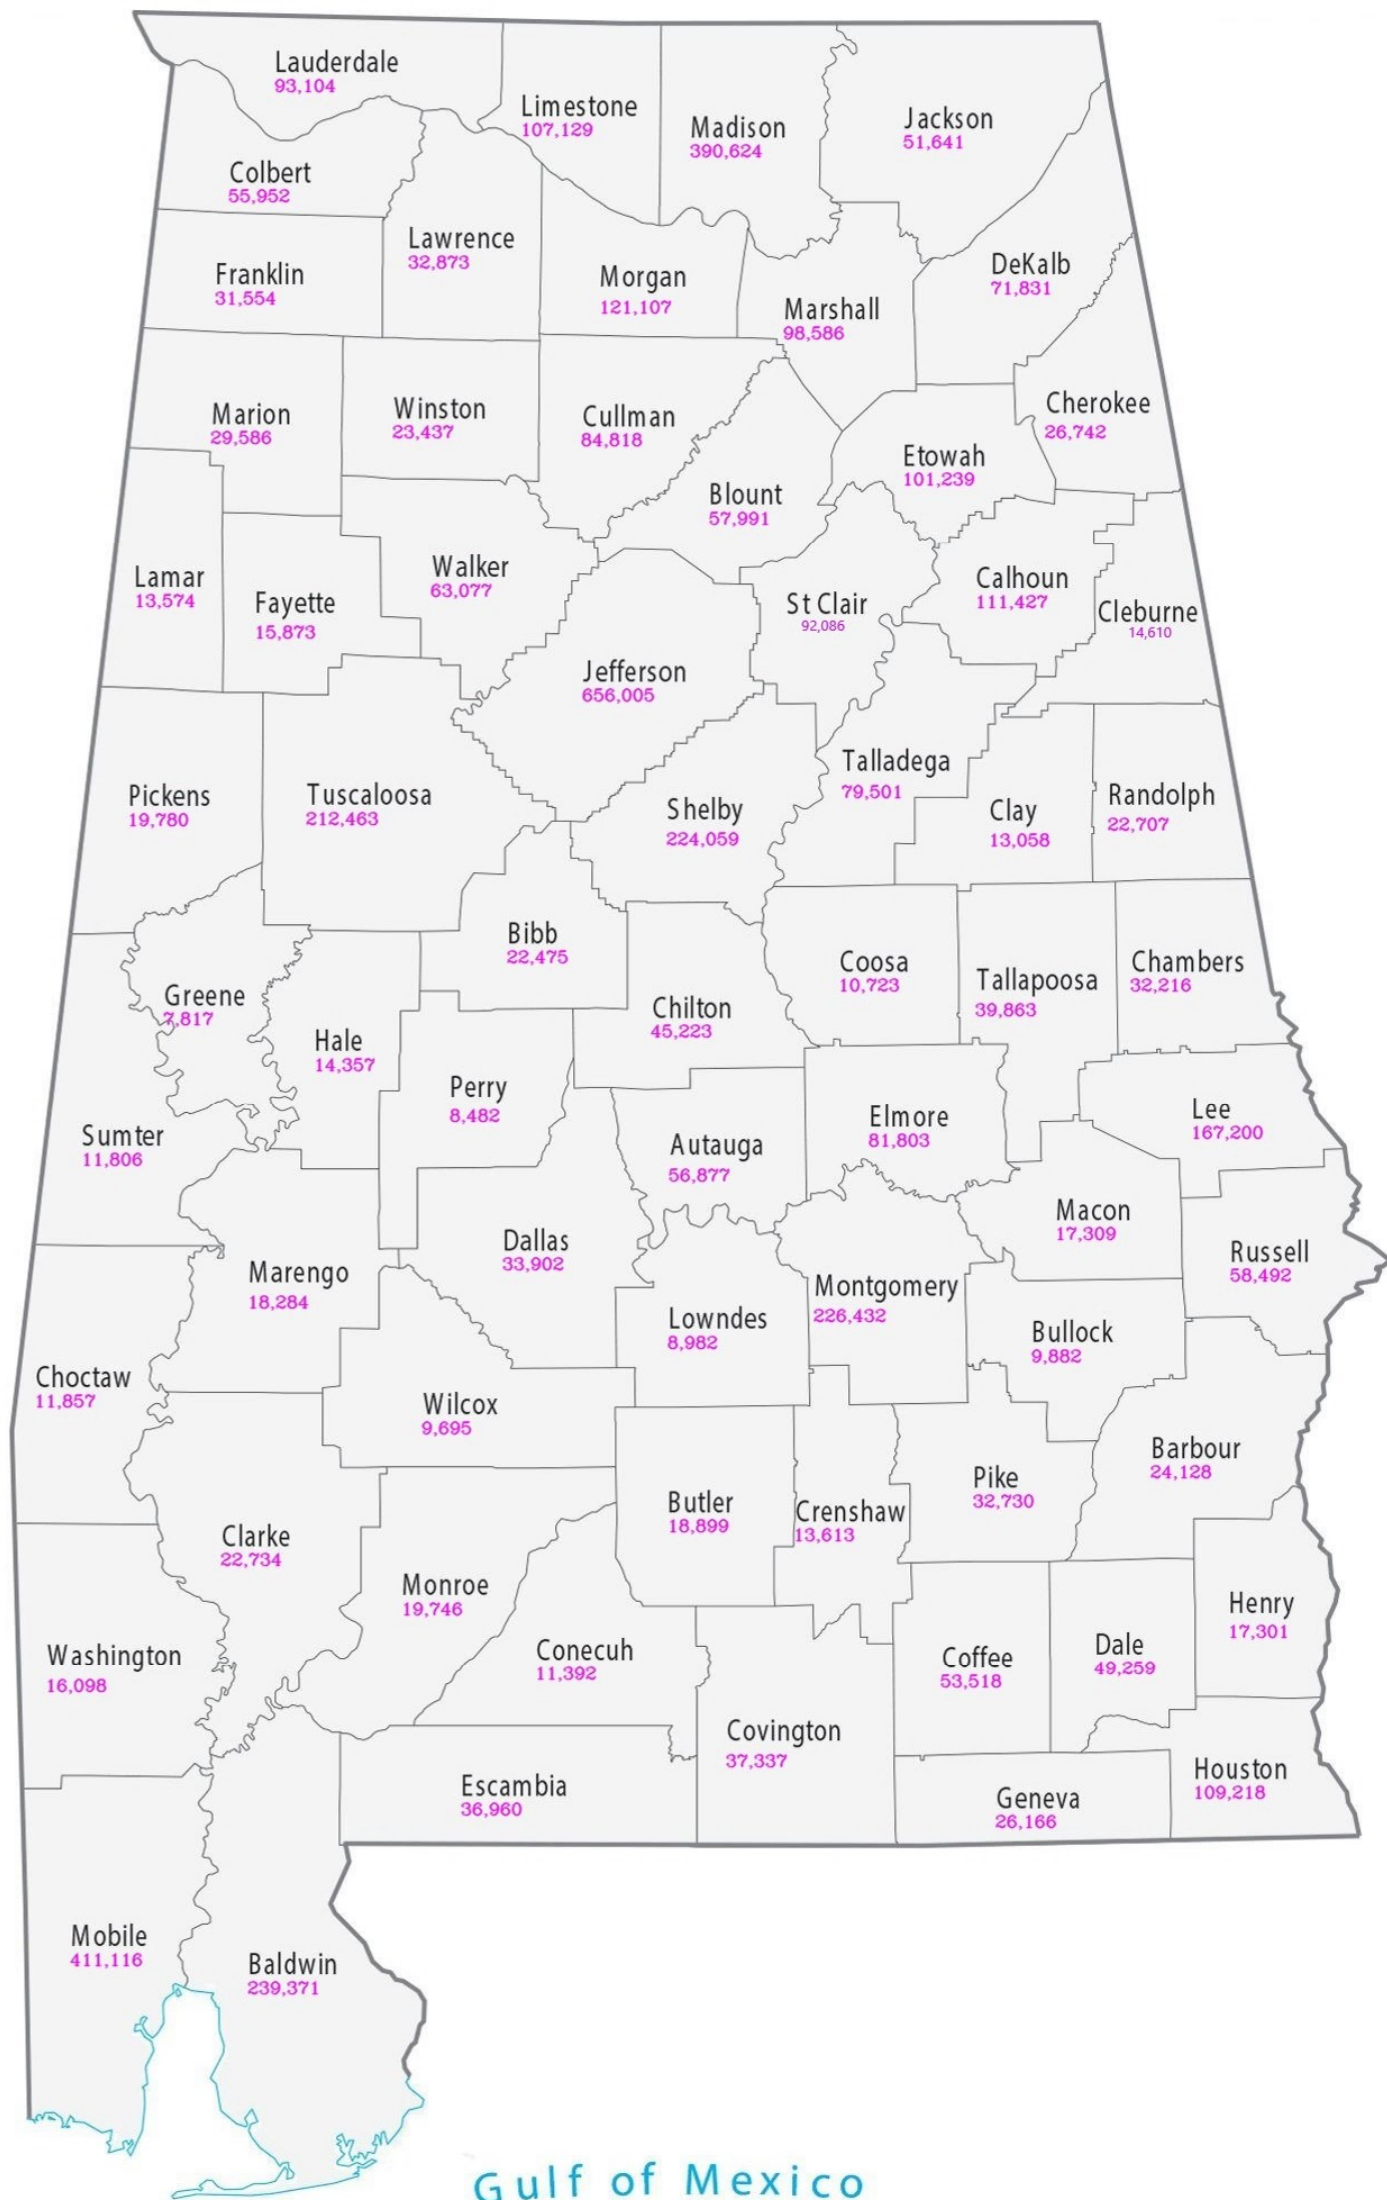 Lauderdale
93,104
Limestone
107,129
Madison
390,624
Jackson
51,641
Colbert
55,952
Lawrence
32,873
Franklin
31,554
Morgan
121,107
DeKalb
71,831
Marshall
98,586
Marion
29,586
Winston
23,437
Cullman
84,818
Cherokee
26,742
Etowah
101,239
Blount
57,991
Lamar
13,574
Fayette
15,873
Walker
63,077
St Clair
92,086
Calhoun
111,427
Cleburne
14,610
Jefferson
656,005
Talladega
79,501
Pickens
19,780
Tuscaloosa
212,463
Shelby
224,059
Clay
13,058
Randolph
22,707
Bibb
22,475
Coosa
10,723
Tallapoosa
39,863
Chambers
32,216
Greene
7,817
Hale
14,357
Chilton
45,223
Perry
8,482
Elmore
81,803
Lee
167,200
Sumter
11,806
Autauga
56,877
Macon
17,309
Dallas
33,902
Russell
58,492
Marengo
18,284
Montgomery
226,432
Lowndes
8,982
Bullock
9,882
Choctaw
11,857
Wilcox
9,695
Barbour
24,128
Pike
32,730
Butler
18,899
Crenshaw
13,613
Clarke
22,734
Monroe
19,746
Henry
17,301
Washington
16,098
Conecuh
11,392
Coffee
53,518
Dale
49,259
Covington
37,337
Escambia
36,960
Geneva
26,166
Houston
109,218
Mobile
411,116
Baldwin
239,371
Gulf of Mexico